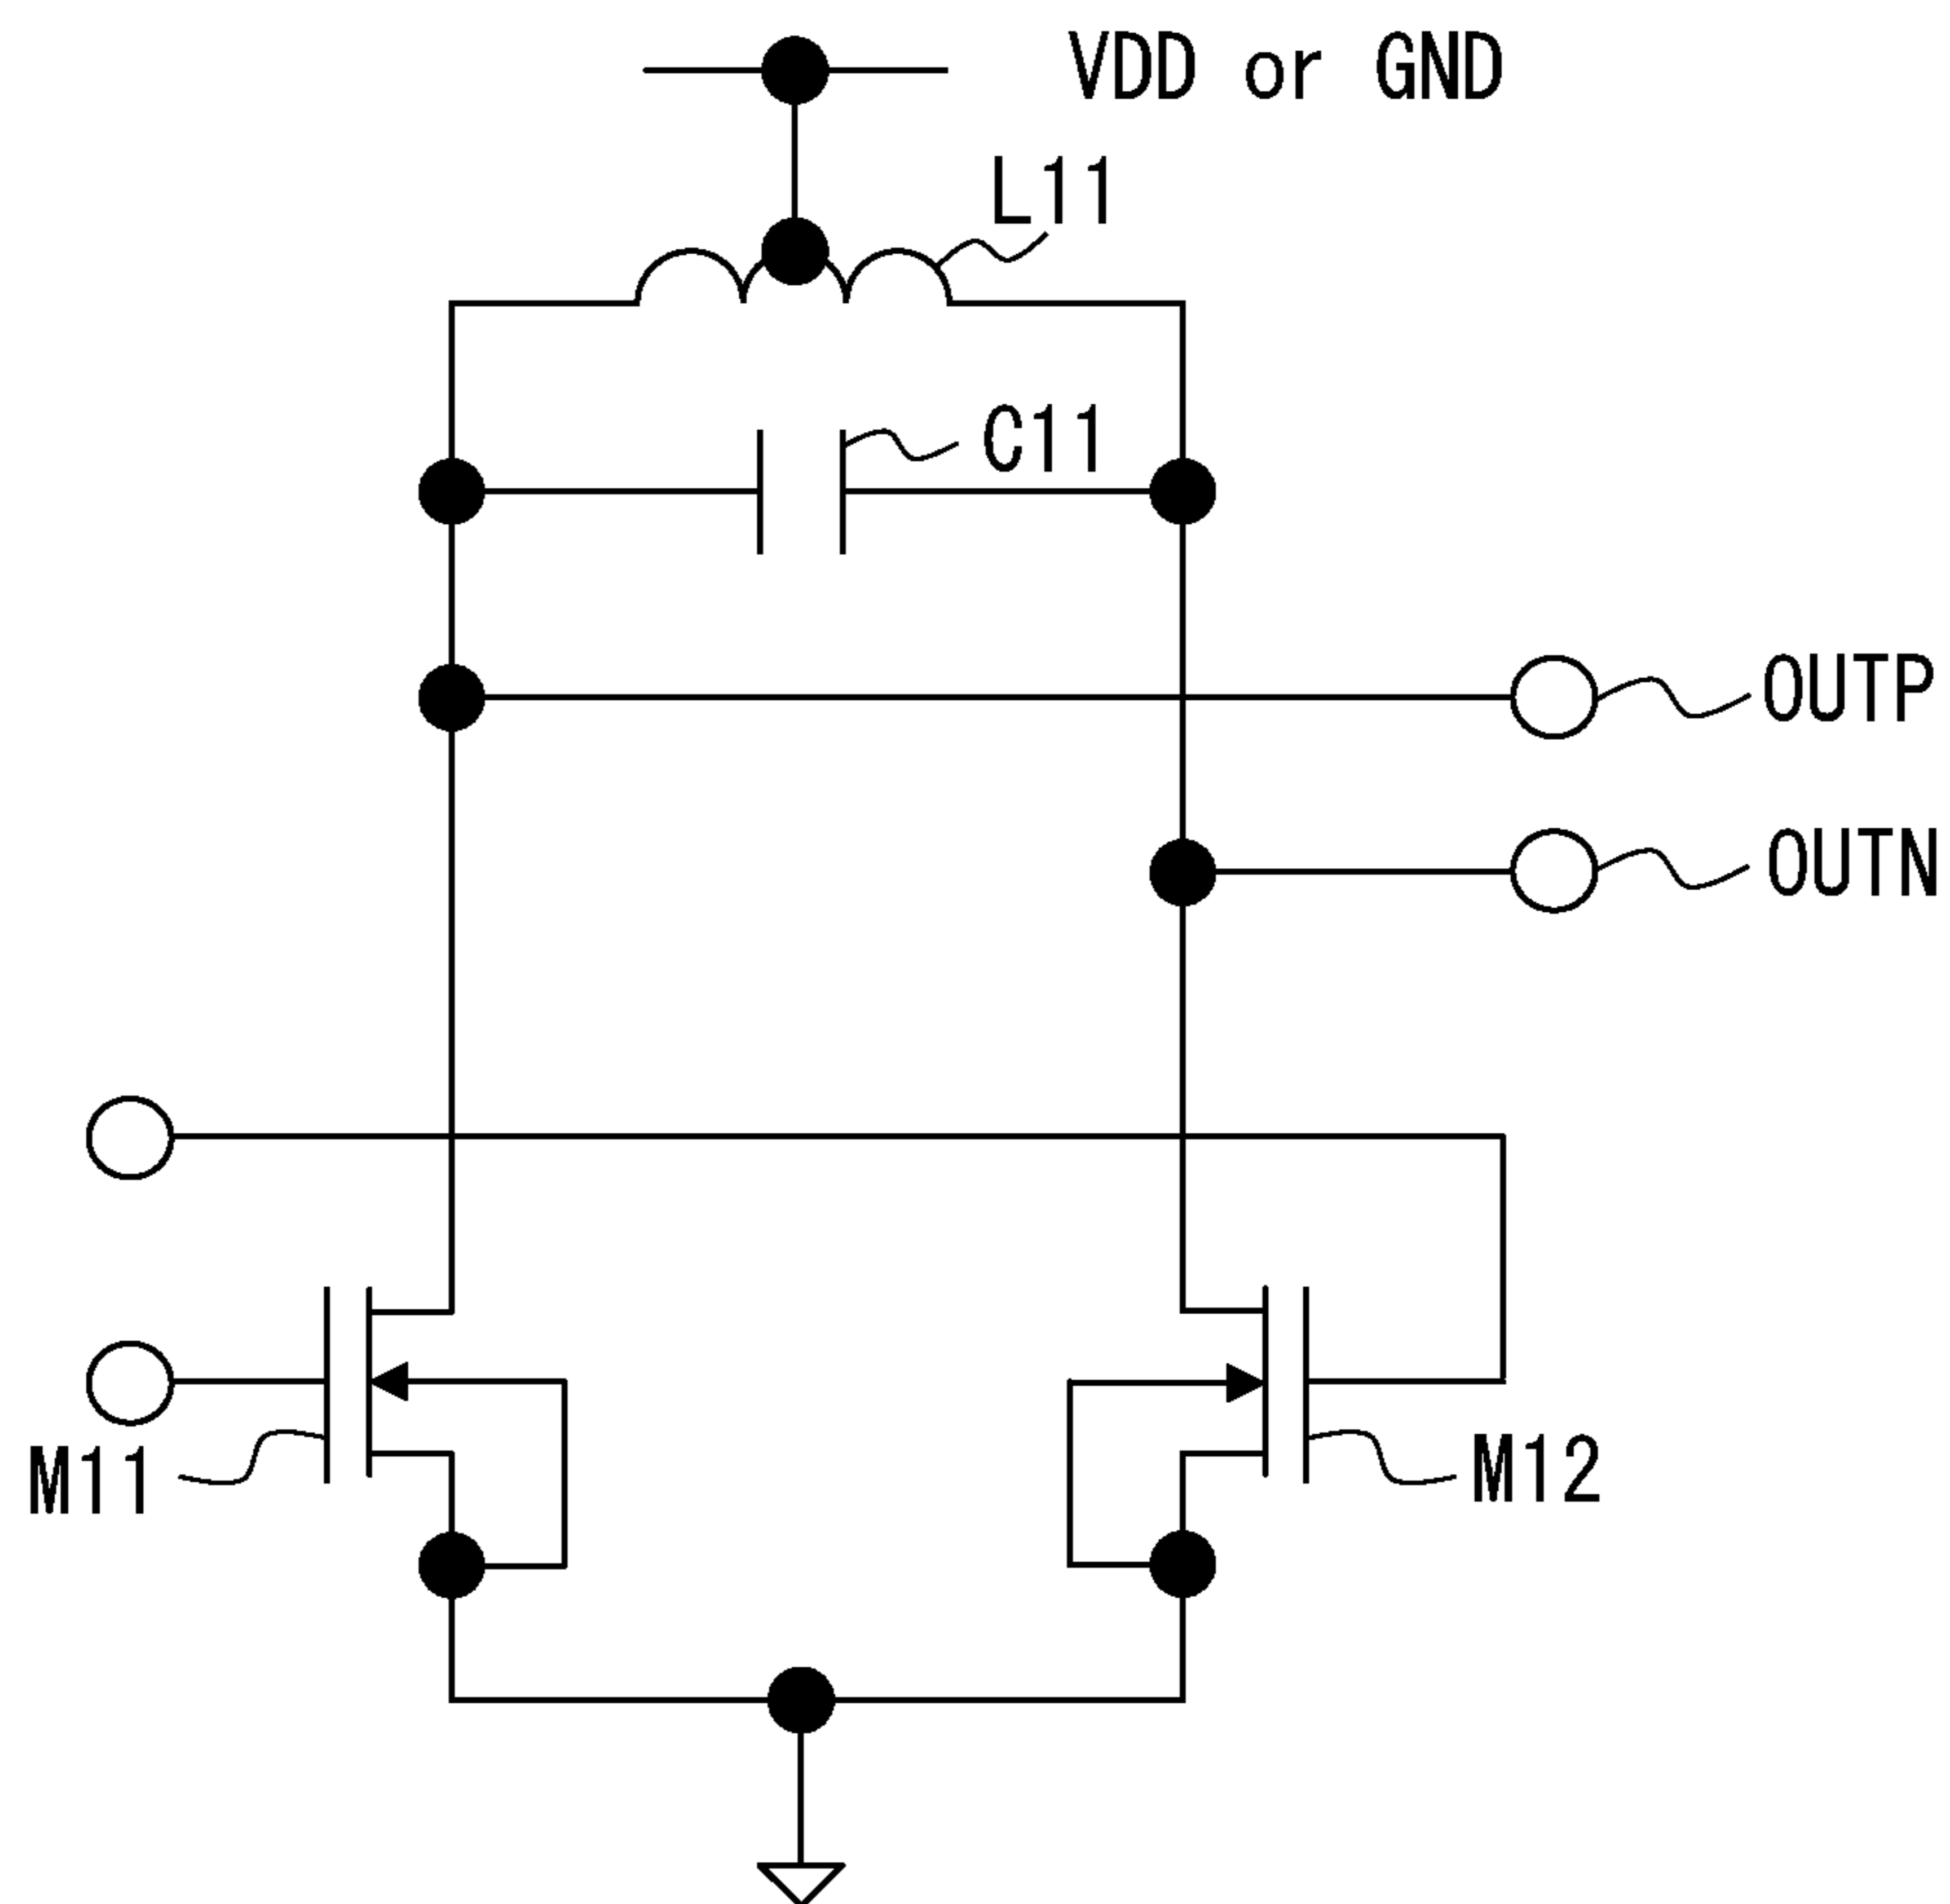 VDD or GND
L11
C11
OUTP
OUTN
M11
M12